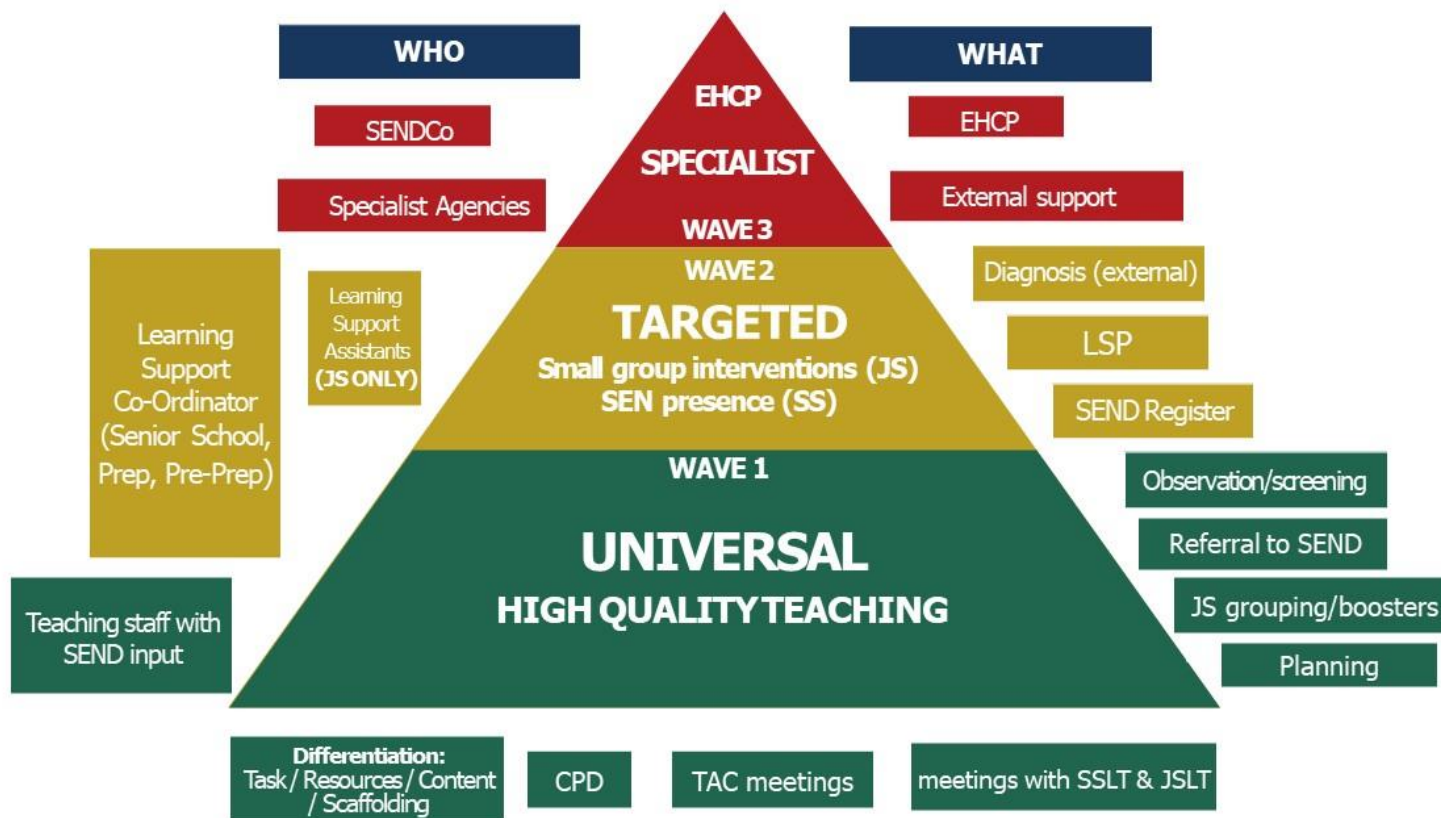 WHO
WHAT
SENDCo
Specialist Agencies
EHCP
SPECIALIST
WAVE 3
EHCP
External support
Learning
Support
Co-Ordinator
(Senior School,
Prep, Pre-Prep)
Learning
Support
Assistants
(JS ONLY)
WAVE 2
TARGETED
Small group interventions (JS)
SEN presence (SS)
Diagnosis (external)
LSP
SEND Register
Teaching staff with
SEND input
WAVE 1
UNIVERSAL
HIGH QUALITY TEACHING
Observation/screening
Referral to SEND
JS grouping/boosters
Planning
Differentiation:
Task / Resources / Content
/ Scaffolding
CPD
TAC meetings
meetings with SSLT & JSLT